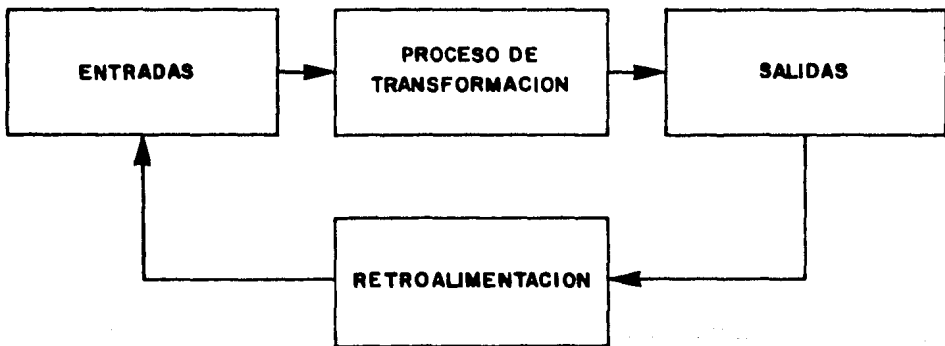 ENTRADAS
PROCESO DE
TRANSFORMACION
SALIDAS
RETROALIMENTACION